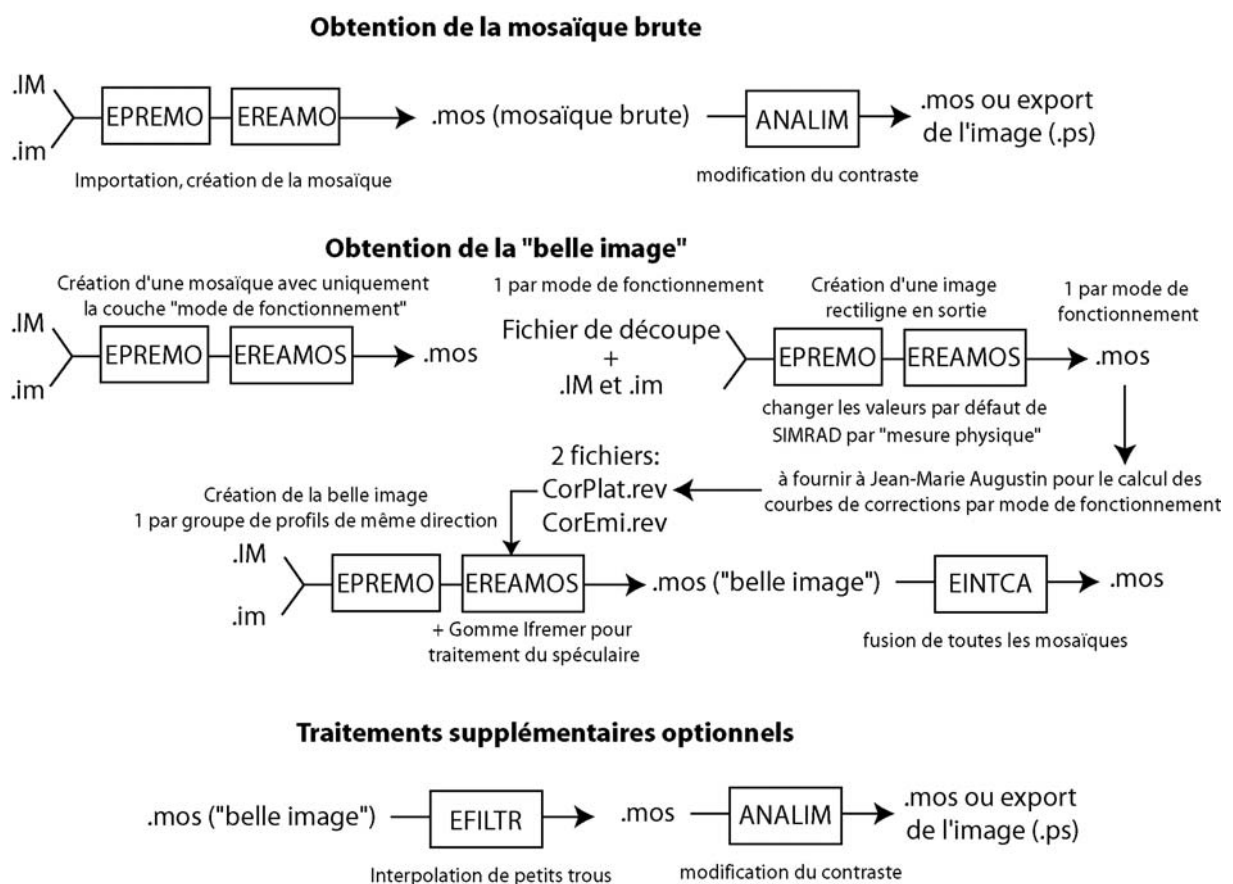 Obtention de la mosaïque brute
.IM
.im
EPREMO
EREAMO
.mos (mosaïque brute)
ANALIM
.mos ou export
de l'image (.ps)
Importation, création de la mosaïque
modification du contraste
Obtention de la "belle image"
Création d'une mosaïque avec uniquement
la couche "mode de fonctionnement"
.IM
.im
EPREMO
EREAMOS
.mos
1 par mode de fonctionnement
Fichier de découpe
+
.IM et .im
Création d'une image
rectiligne en sortie
EPREMO
EREAMOS
changer les valeurs par défaut de
SIMRAD par "mesure physique"
1 par mode de
fonctionnement
.mos
à fournir à Jean-Marie Augustin pour le calcul des
courbes de corrections par mode de fonctionnement
2 fichiers:
CorPlat.rev
CorEmi.rev
Création de la belle image
1 par groupe de profils de même direction
.IM
.im
EPREMO
EREAMOS
+ Gomme Ifremer pour
traitement du spéculaire
.mos ("belle image")
EINTCA
.mos
fusion de toutes les mosaïques
Traitements supplémentaires optionnels
.mos ("belle image")
EFILTR
.mos
ANALIM
.mos ou export
de l'image (.ps)
Interpolation de petits trous
modification du contraste